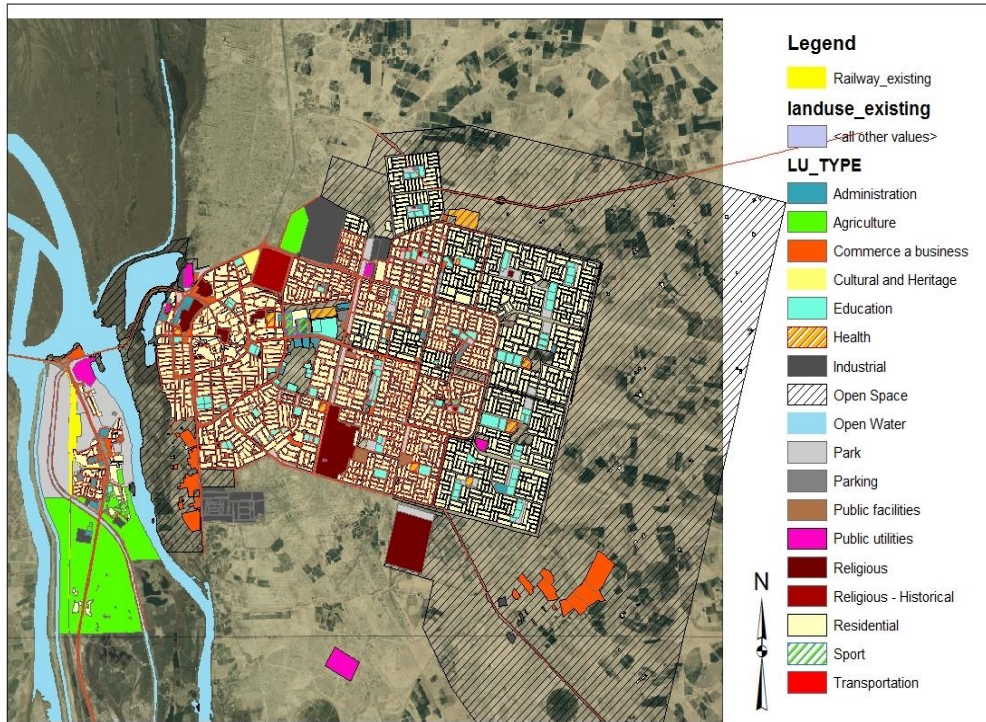 Legend
Railway_existing
landuse_existing
<all other values>
LU_TYPE
Administration
Agriculture
Commerce a business
Cultural and Heritage
Education
Health
Industrial
Open Space
Open Water
Park
Parking
Public facilities
Public utilities
Religious
Religious - Historical
Residential
Sport
Transportation
N